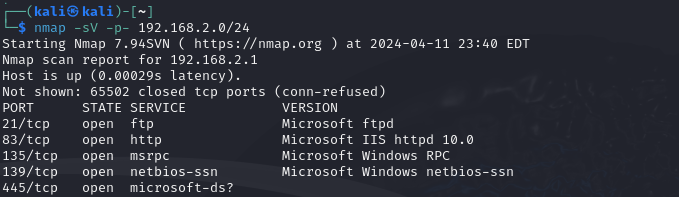 ┌──(kali㉿kali)-[~]
└─$ nmap -sV -p- 192.168.2.0/24
Starting Nmap 7.94SVN ( https://nmap.org ) at 2024-04-11 23:40 EDT
Nmap scan report for 192.168.2.1
Host is up (0.00029s latency).
Not shown: 65502 closed tcp ports (conn-refused)
PORT STATE SERVICE VERSION
21/tcp open ftp Microsoft ftpd
83/tcp open http Microsoft IIS httpd 10.0
135/tcp open msrpc Microsoft Windows RPC
139/tcp open netbios-ssn Microsoft Windows netbios-ssn
445/tcp open microsoft-ds?